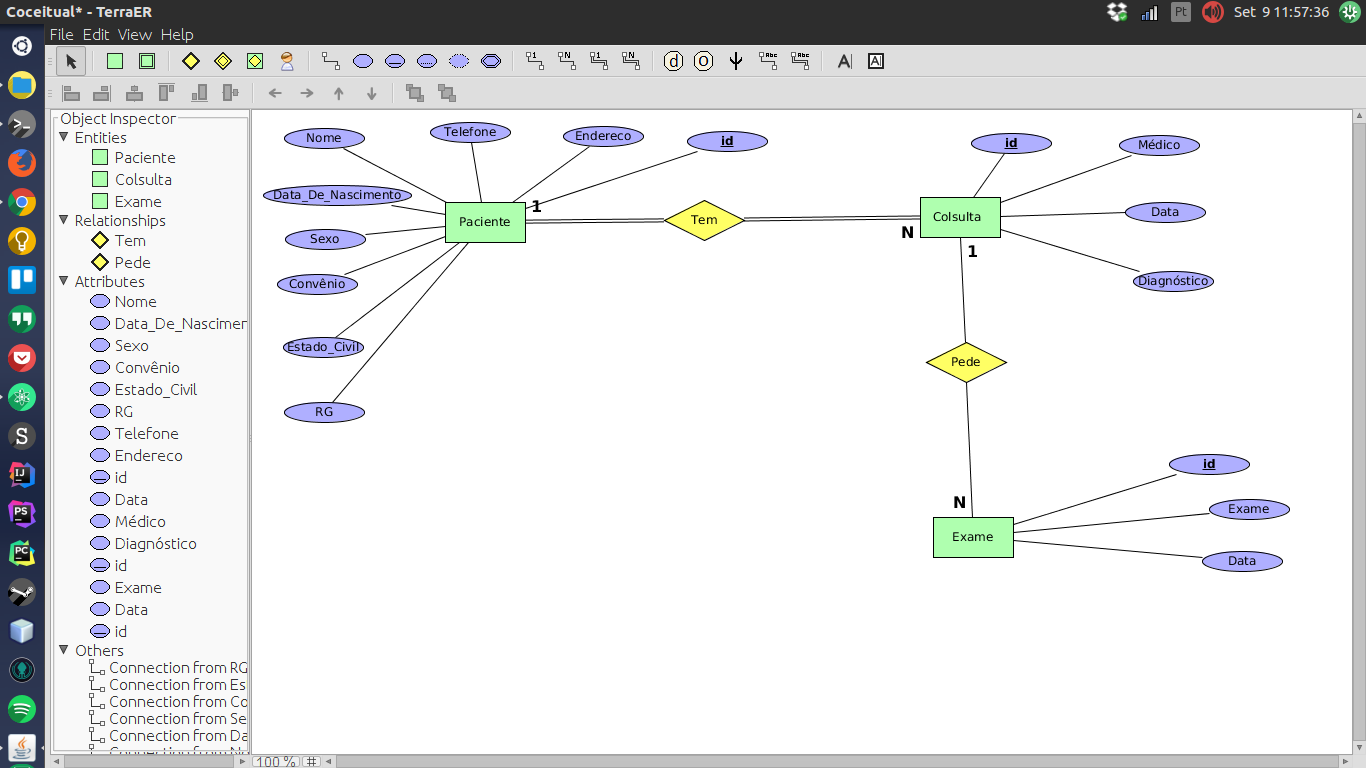 Coceitual* - TerraER
Pt
Set 9 11:57:36
File Edit View Help
1 N 1 N Abc Abc
d O A A
Object Inspector
Entities
Paciente
Colsulta
Exame
Relationships
Tem
Pede
Attributes
Nome
Data_De_Nascimen
Sexo
Convênio
Estado_Civil
RG
Telefone
Endereco
id
Data
Médico
Diagnóstico
id
Exame
Data
id
Others
Connection from RG
Connection from Es
Connection from Co
Connection from Se
Connection from Da
Nome
Telefone
Endereco
id
Data_De_Nascimento
Sexo
Convênio
Estado_Civil
RG
Paciente
1
Tem
N
Colsulta
id
Médico
Data
Diagnóstico
1
Pede
N
Exame
id
Exame
Data
100 %